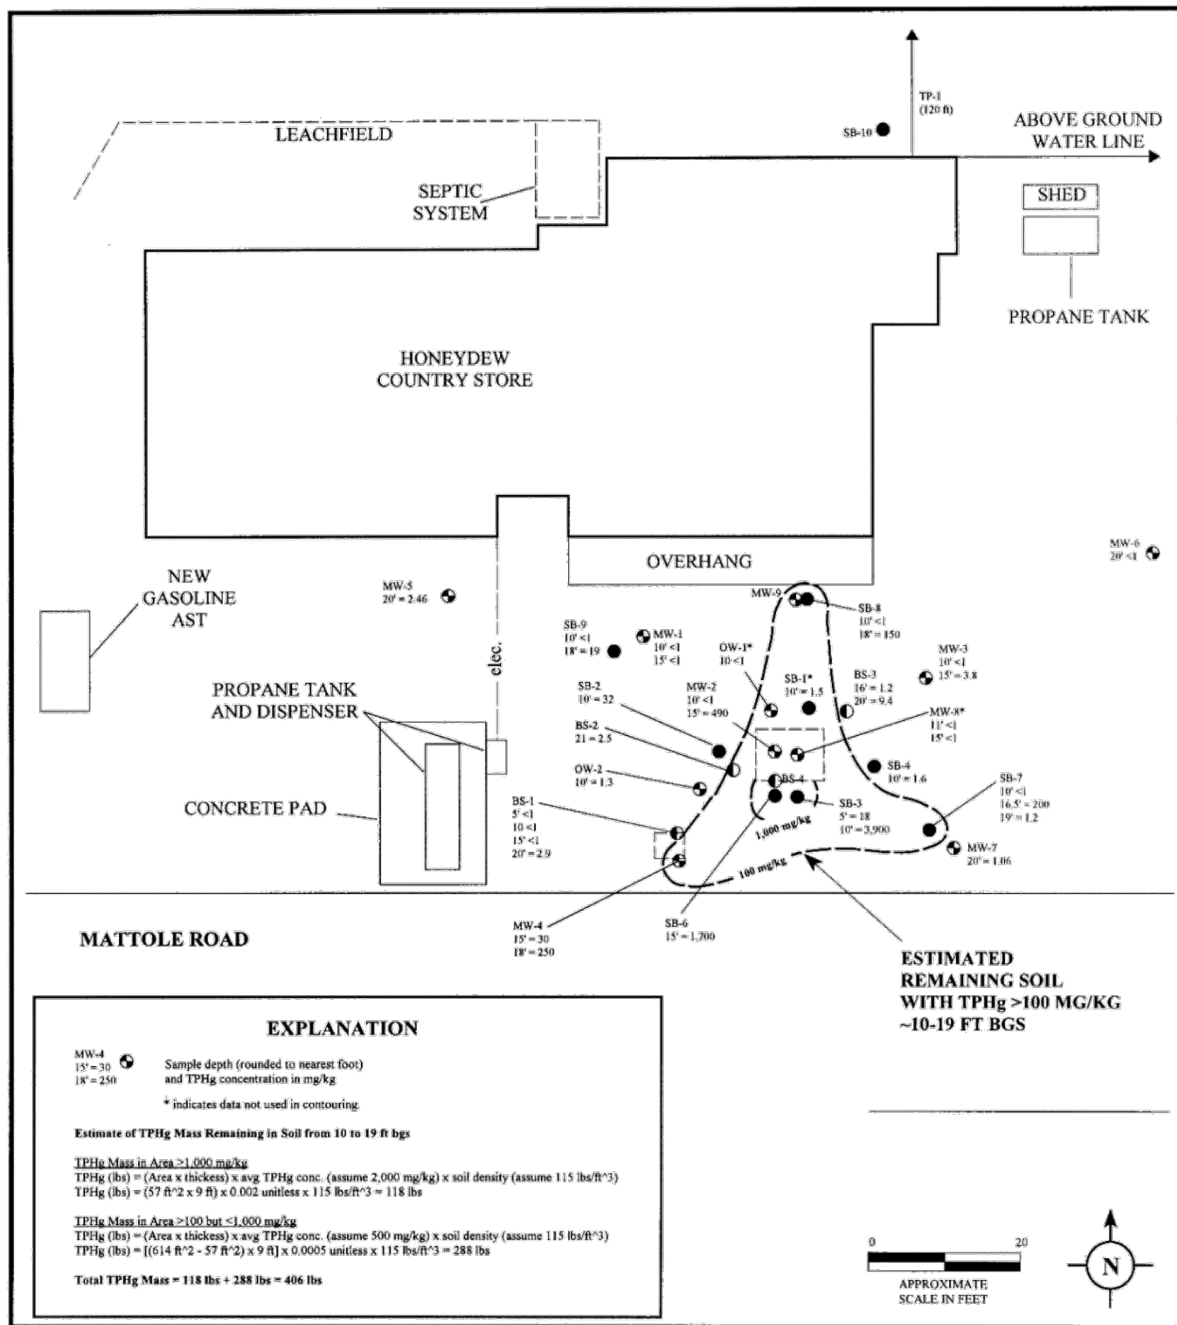 TP-1
(120 ft)
SB-10
ABOVE GROUND
WATER LINE
LEACHFIELD
SEPTIC
SYSTEM
SHED
PROPANE TANK
HONEYDEW
COUNTRY STORE
OVERHANG
MW-6
20' <1
NEW
GASOLINE
AST
MW-5
20' = 2.46
elec.
MW-9
SB-8
10' <1
18' = 150
SB-9
10' <1
18' = 19
MW-1
10' <1
15' <1
OW-1*
10 <1
MW-3
10' <1
15' = 3.8
SB-2
10' = 32
MW-2
10' <1
15' = 490
SB-1*
10' = 1.5
BS-3
16' = 1.2
20' = 9.4
MW-8*
11' <1
15' <1
PROPANE TANK
AND DISPENSER
BS-2
21 = 2.5
OW-2
10' = 1.3
BS-4
SB-4
10' = 1.6
SB-7
10' <1
16.5' = 200
19' = 1.2
CONCRETE PAD
BS-1
5' <1
10 <1
15' <1
20' = 2.9
SB-3
5' = 18
10' = 3,900
1,000 mg/kg
100 mg/kg
MW-7
20' = 1.06
MATTOLE ROAD
MW-4
15' = 30
18' = 250
SB-6
15' = 1,700
ESTIMATED
REMAINING SOIL
WITH TPHg >100 MG/KG
~10-19 FT BGS
EXPLANATION
MW-4
15' = 30
18' = 250
Sample depth (rounded to nearest foot)
and TPHg concentration in mg/kg
* indicates data not used in contouring.
Estimate of TPHg Mass Remaining in Soil from 10 to 19 ft bgs
TPHg Mass in Area >1,000 mg/kg
TPHg (lbs) = (Area x thickess) x avg TPHg conc. (assume 2,000 mg/kg) x soil density (assume 115 lbs/ft^3)
TPHg (lbs) = (57 ft^2 x 9 ft) x 0.002 unitless x 115 lbs/ft^3 = 118 lbs
TPHg Mass in Area >100 but <1,000 mg/kg
TPHg (lbs) = (Area x thickess) x avg TPHg conc. (assume 500 mg/kg) x soil density (assume 115 lbs/ft^3)
TPHg (lbs) = [(614 ft^2 - 57 ft^2) x 9 ft] x 0.0005 unitless x 115 lbs/ft^3 = 288 lbs
Total TPHg Mass = 118 lbs + 288 lbs = 406 lbs
0
20
APPROXIMATE
SCALE IN FEET
N